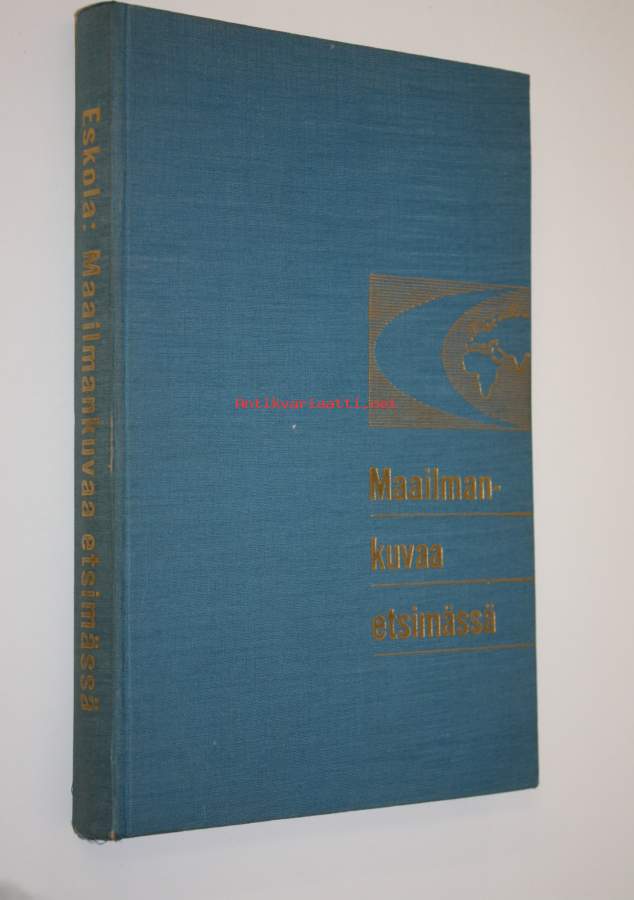 Eskola: Maailmankuvaa etsimässä
Antikvariaatti.net
Maailman-
kuvaa
etsimässä